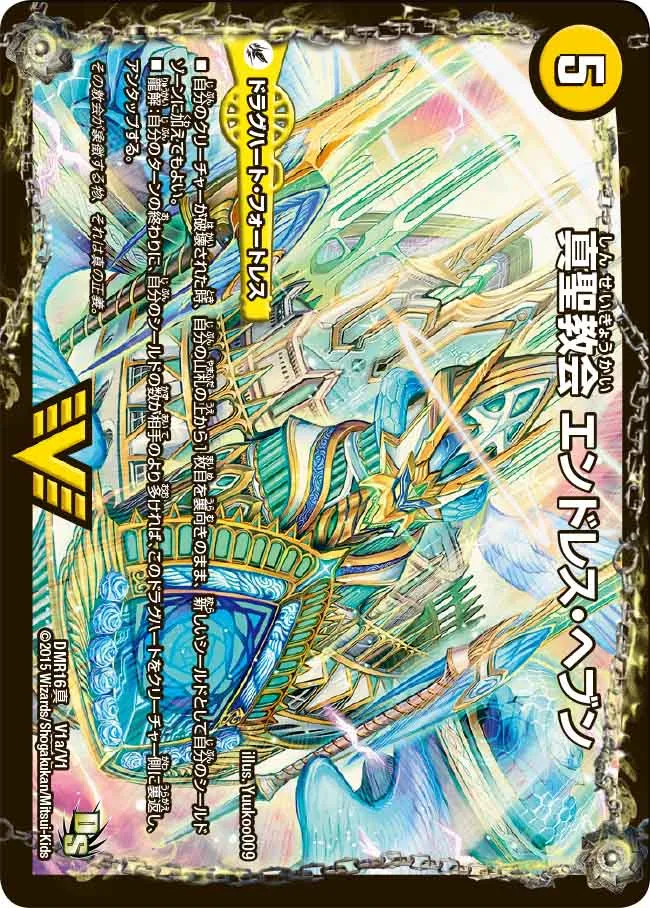 5
しん せい きょう かい
真聖教会 エンドレス・ヘブン
ドラグハート・フォートレス
■ 自分のクリーチャーが破壊された時、自分の山札の上から1枚目を裏向きのまま、新しいシールドとして自分のシールド
ゾーンに加えてもよい。
■ 龍解:自分のターンの終わりに、自分のシールドの数が相手のより多ければ、このドラグハートをクリーチャー側に裏返し、
アンタップする。
その教会が象徴する物、それは真の正義。
illus. Yuukoo009
DMR16真 V1a/V1
©2015 Wizards/Shogakukan/Mitsui-Kids
DS